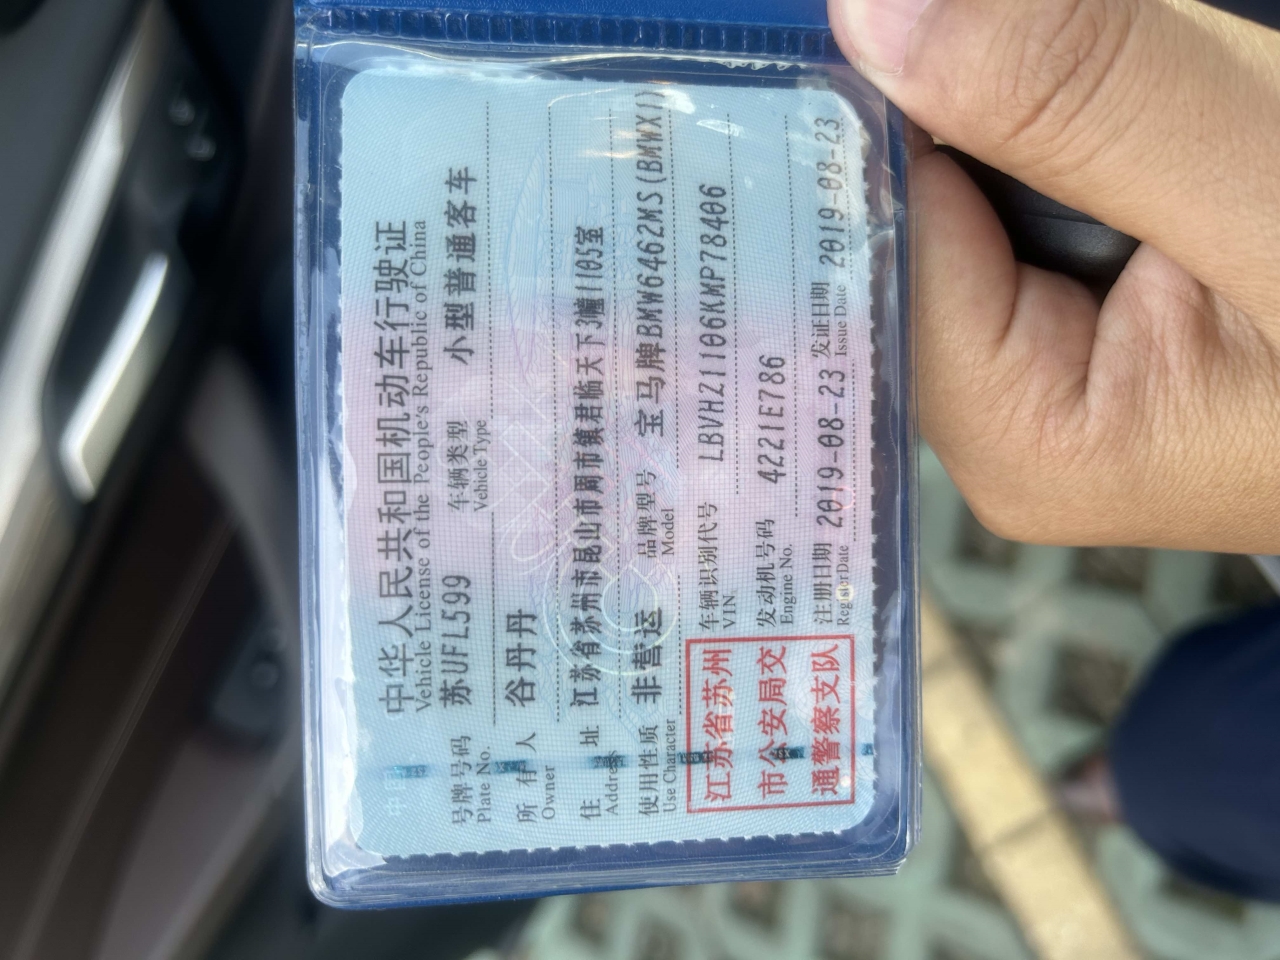 中华人民共和国机动车行驶证
Vehicle License of the People's Republic of China
号牌号码 Plate No. 苏UFL599 车辆类型 Vehicle Type 小型普通客车
所有人 Owner 谷丹丹
住址 Address 江苏省苏州市昆山市周市镇君临天下3幢1105室
使用性质 Use Character 非营运 品牌型号 Model 宝马牌BMW6462MS(BMWX1)
车辆识别代号 VIN LBVHZ1106KMP78406
发动机号码 Engine No. 4221E786
注册日期 Register Date 2019-08-23 发证日期 Issue Date 2019-08-23
江苏省苏州
市公安局交
通警察支队